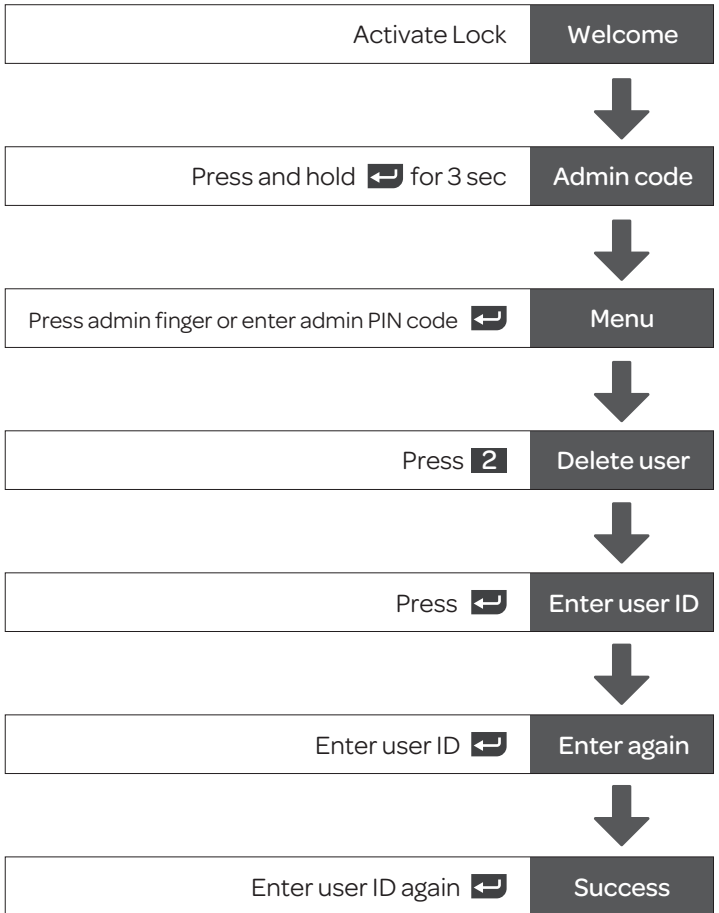 Activate Lock Welcome
Press and hold ↵ for 3 sec Admin code
Press admin finger or enter admin PIN code ↵ Menu
Press 2 Delete user
Press ↵ Enter user ID
Enter user ID ↵ Enter again
Enter user ID again ↵ Success